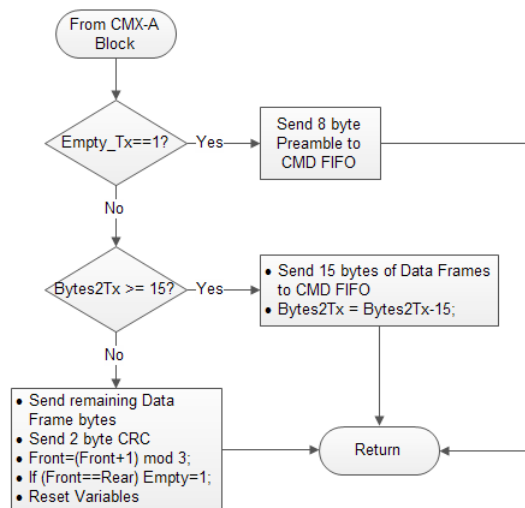 From CMX-A
Block
Empty_Tx==1?
Yes
Send 8 byte
Preamble to
CMD FIFO
No
Bytes2Tx >= 15?
Yes
• Send 15 bytes of Data Frames
to CMD FIFO
• Bytes2Tx = Bytes2Tx-15;
No
• Send remaining Data
Frame bytes
• Send 2 byte CRC
• Front=(Front+1) mod 3;
• If (Front==Rear) Empty=1;
• Reset Variables
Return